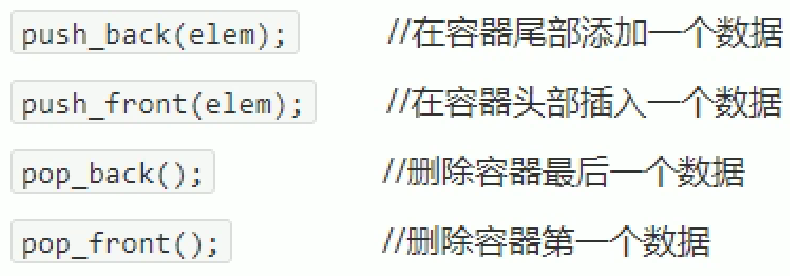 push_back(elem); //在容器尾部添加一个数据
push_front(elem); //在容器头部插入一个数据
pop_back(); //删除容器最后一个数据
pop_front(); //删除容器第一个数据